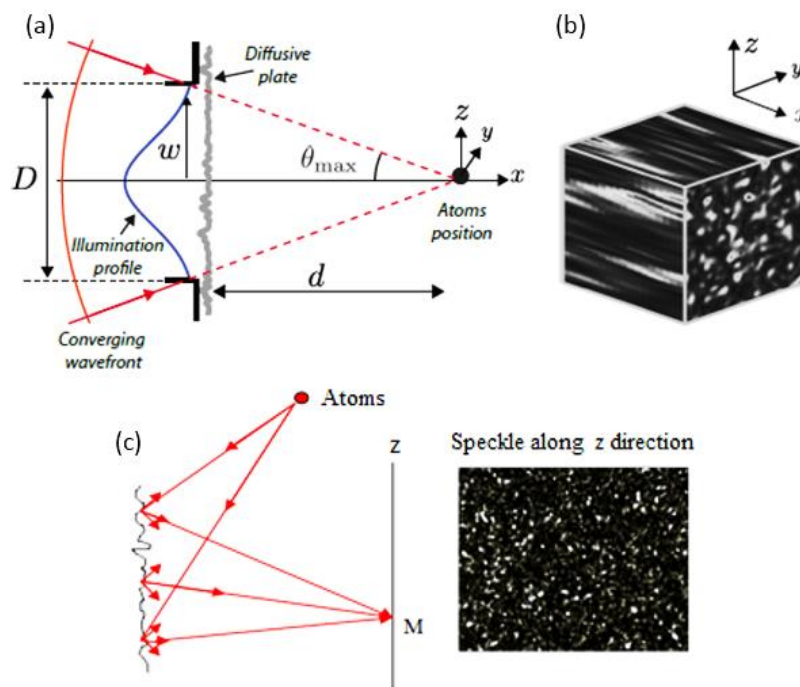 (a)
Diffusive
plate
D
w
θmax
z
y
x
Illumination
profile
Atoms
position
d
Converging
wavefront
(b)
z
y
x
(c)
Atoms
z
M
Speckle along z direction